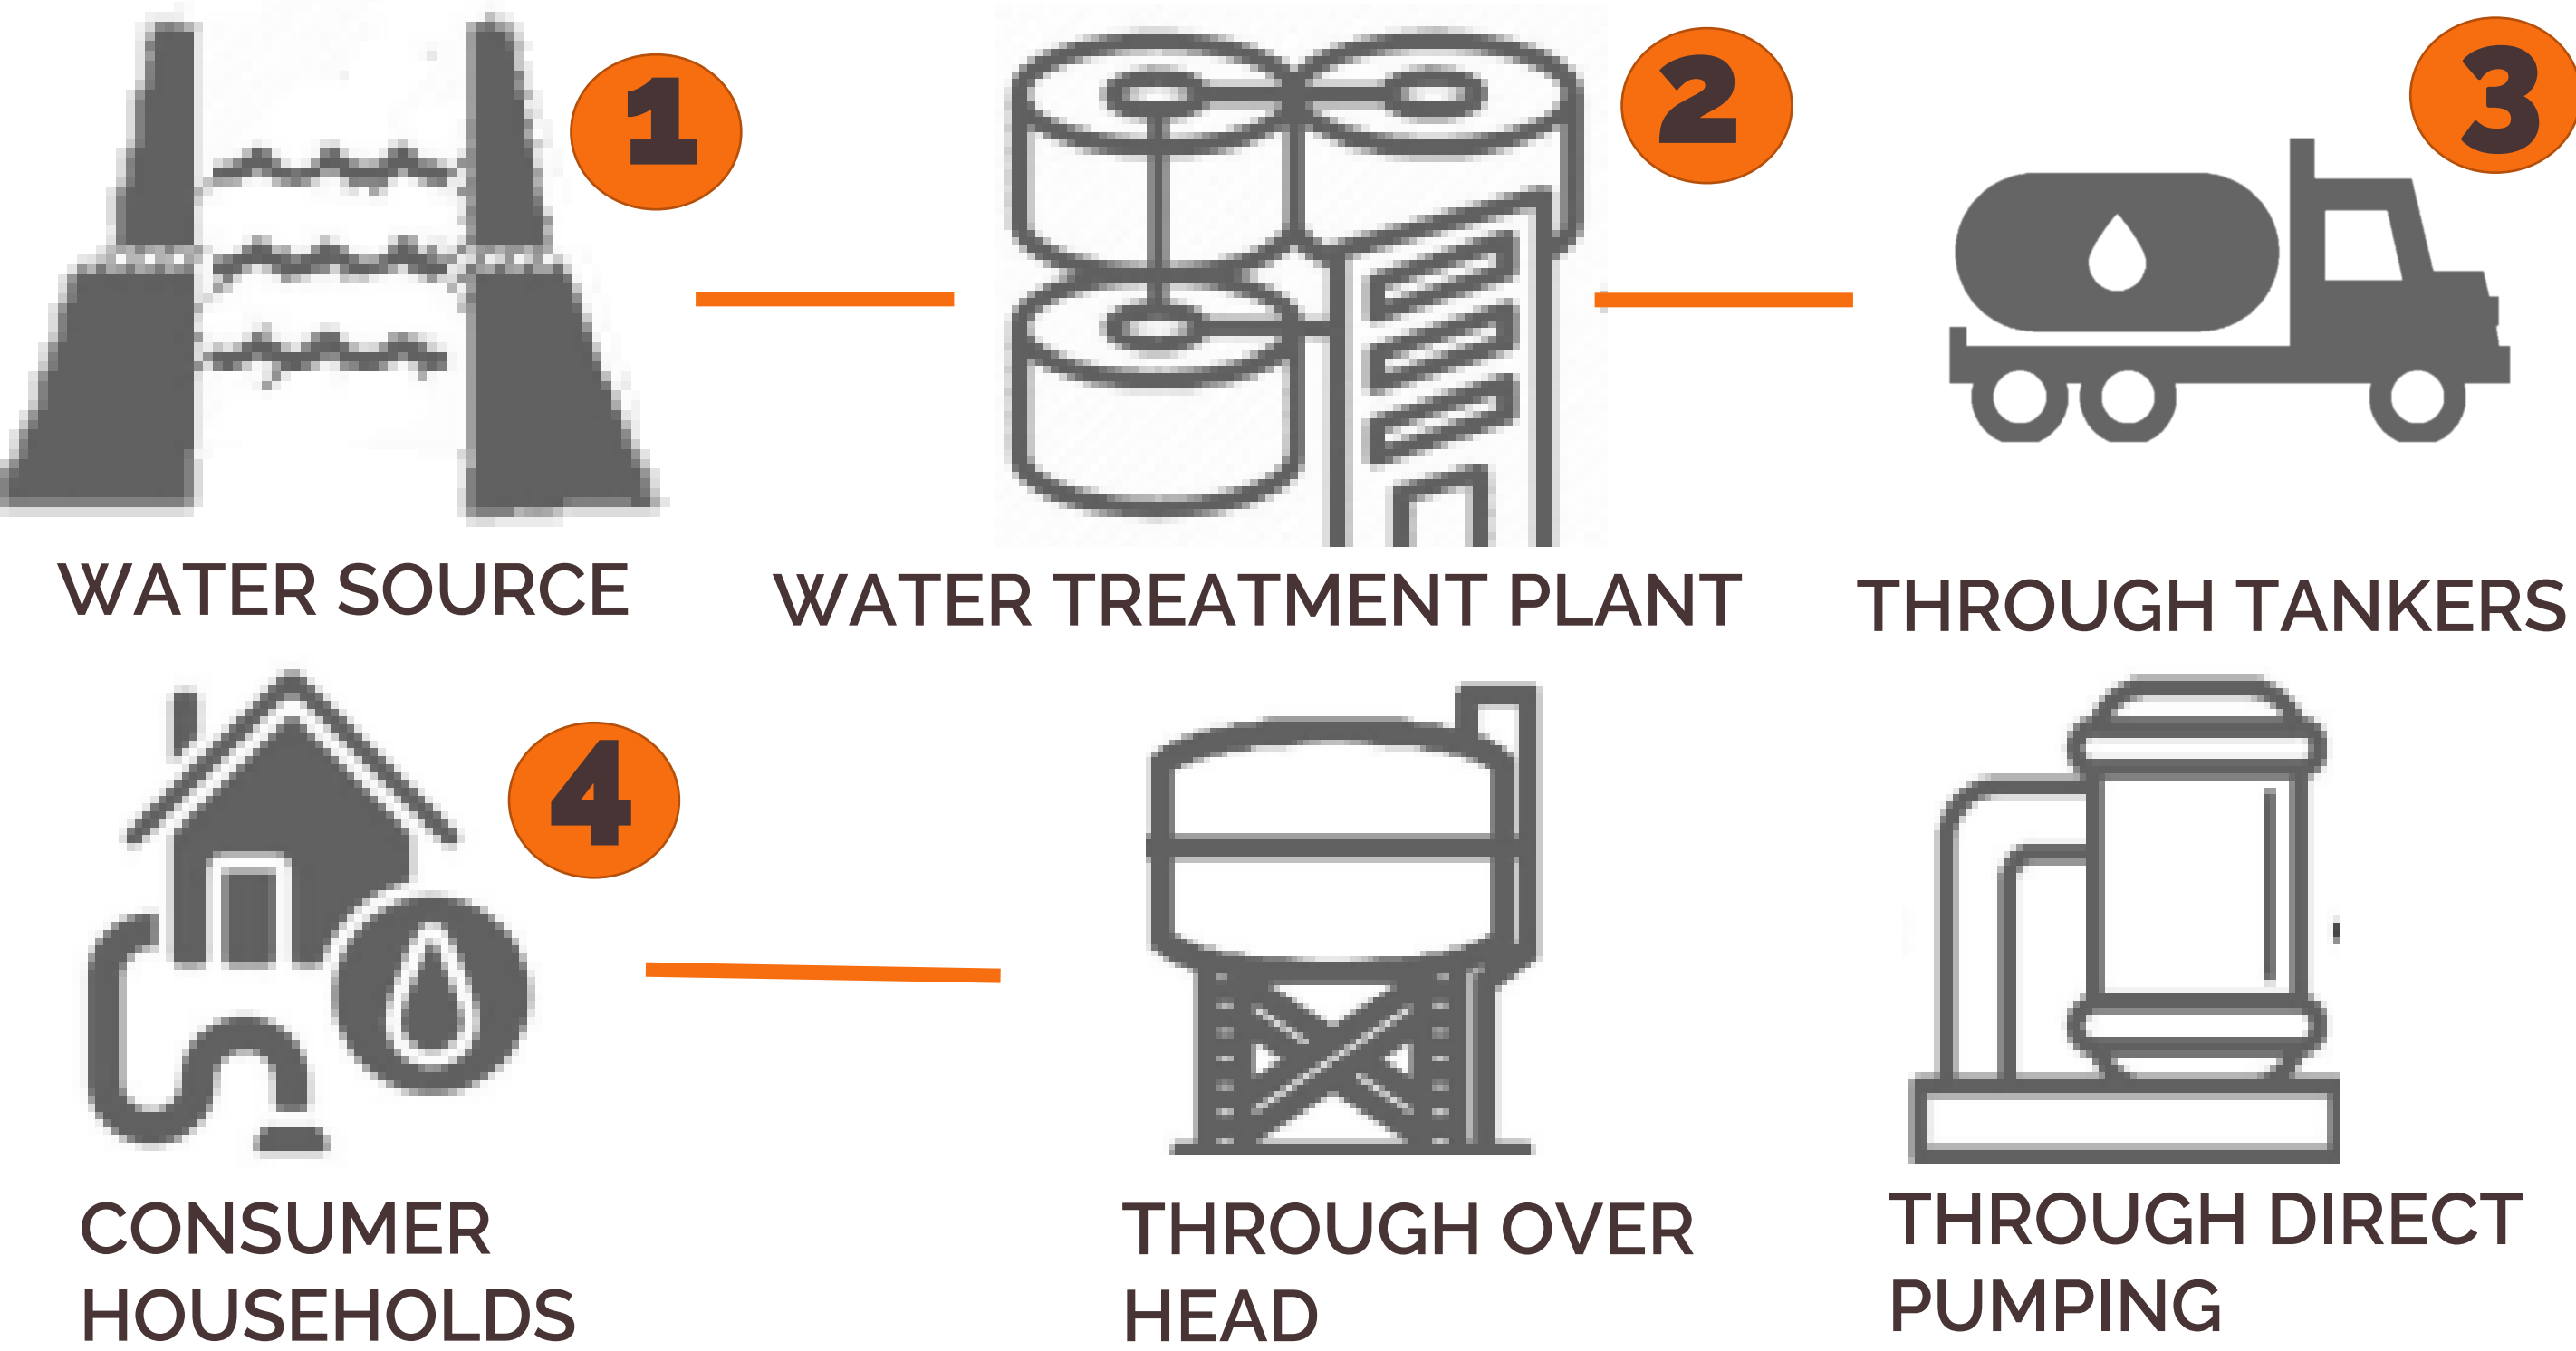 1
2
3
WATER SOURCE
WATER TREATMENT PLANT
THROUGH TANKERS
4
CONSUMER
HOUSEHOLDS
THROUGH OVER
HEAD
THROUGH DIRECT
PUMPING